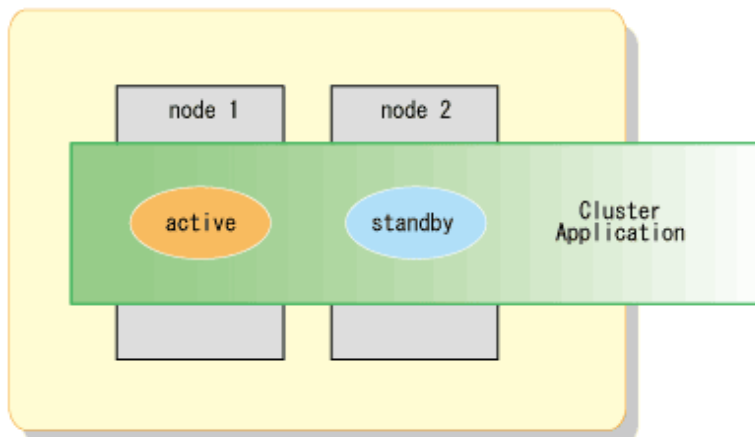 node 1
node 2
active
standby
Cluster
Application